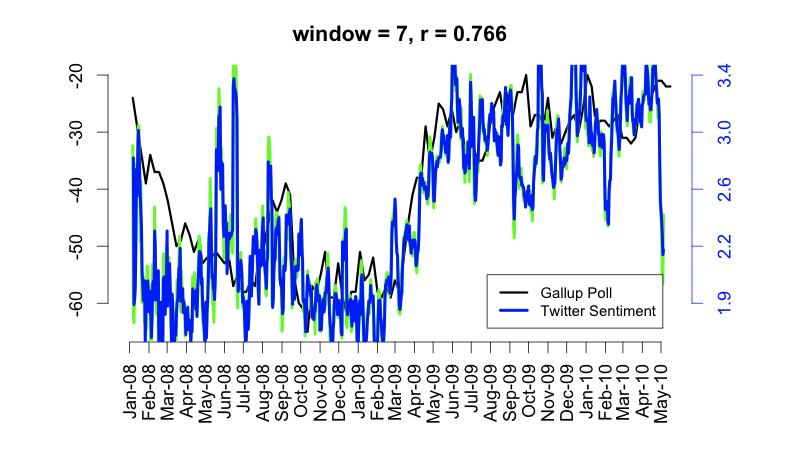 window = 7, r = 0.766
-20
-30
-40
-50
-60
3.4
3.0
2.6
2.2
1.9
Gallup Poll
Twitter Sentiment
Jan-08
Feb-08
Mar-08
Apr-08
May-08
Jun-08
Jul-08
Aug-08
Sep-08
Oct-08
Nov-08
Dec-08
Jan-09
Feb-09
Mar-09
Apr-09
May-09
Jun-09
Jul-09
Aug-09
Sep-09
Oct-09
Nov-09
Dec-09
Jan-10
Feb-10
Mar-10
Apr-10
May-10